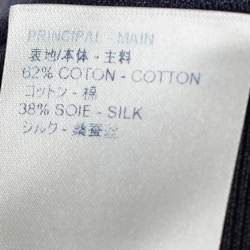 PRINCIPAL - MAIN
表地/本体 - 主料
62% COTON - COTTON
コットン - 棉
38% SOIE - SILK
シルク - 桑蚕丝